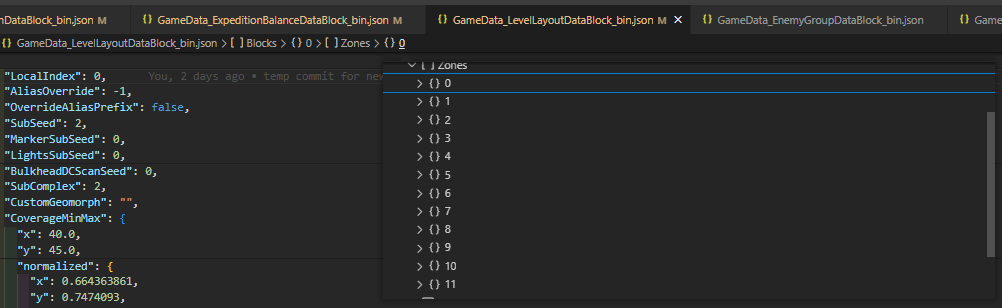 nDataBlock_bin.json M
{} GameData_ExpeditionBalanceDataBlock_bin.json M
{} GameData_LevelLayoutDataBlock_bin.json M ×
{} GameData_EnemyGroupDataBlock_bin.json
{} Game
{} GameData_LevelLayoutDataBlock_bin.json > [ ] Blocks > {} 0 > [ ] Zones > {} 0
"LocalIndex": 0, You, 2 days ago • temp commit for new
"AliasOverride": -1,
"OverrideAliasPrefix": false,
"SubSeed": 2,
"MarkerSubSeed": 0,
"LightsSubSeed": 0,
"BulkheadDCScanSeed": 0,
"SubComplex": 2,
"CustomGeomorph": "",
"CoverageMinMax": {
"x": 40.0,
"y": 45.0,
"normalized": {
"x": 0.664363861,
"y": 0.7474093,
[ ] Zones
> {} 0
> {} 1
> {} 2
> {} 3
> {} 4
> {} 5
> {} 6
> {} 7
> {} 8
> {} 9
> {} 10
> {} 11